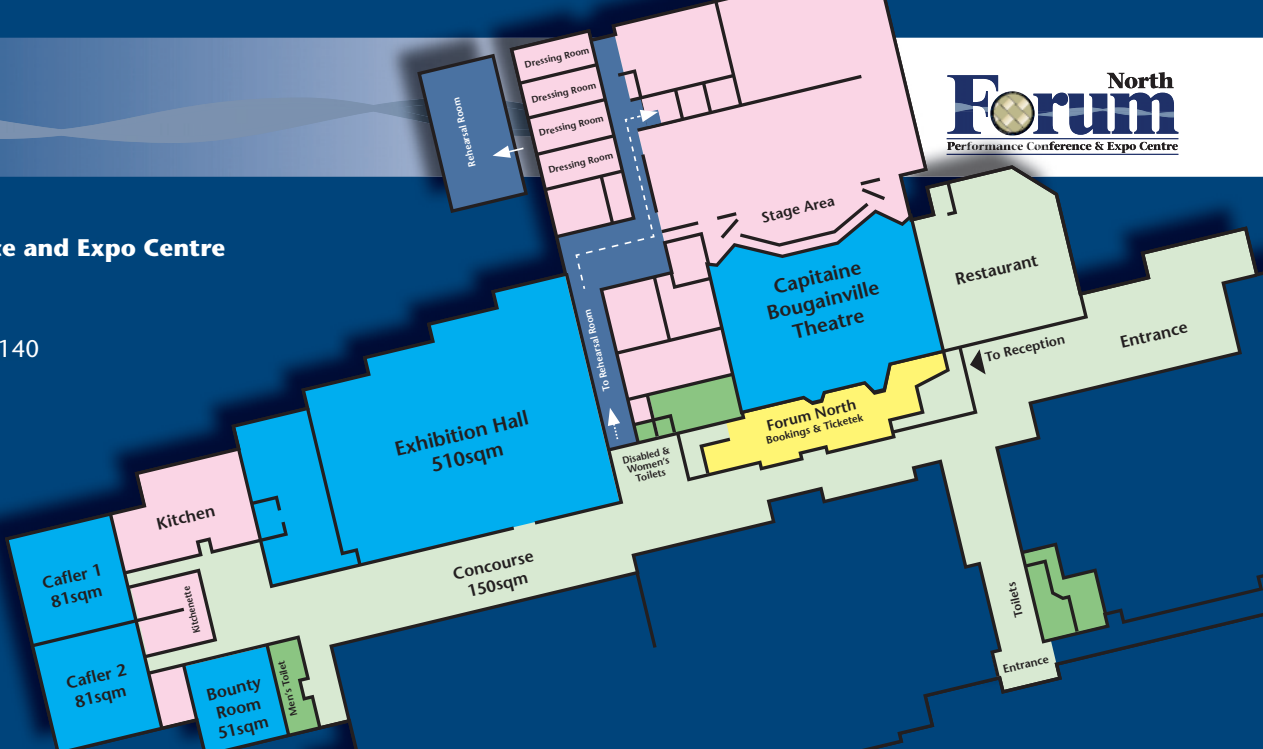 North
Forum
Performance Conference & Expo Centre
ce and Expo Centre
140
Dressing Room
Dressing Room
Dressing Room
Dressing Room
Rehearsal Room
Stage Area
Capitaine
Bougainville
Theatre
Restaurant
Entrance
To Reception
To Rehearsal Room
Forum North
Bookings & Ticketek
Disabled &
Women's
Toilets
Exhibition Hall
510sqm
Kitchen
Concourse
150sqm
Cafler 1
81sqm
Kitchenette
Cafler 2
81sqm
Bounty
Room
51sqm
Men's Toilet
Toilets
Entrance